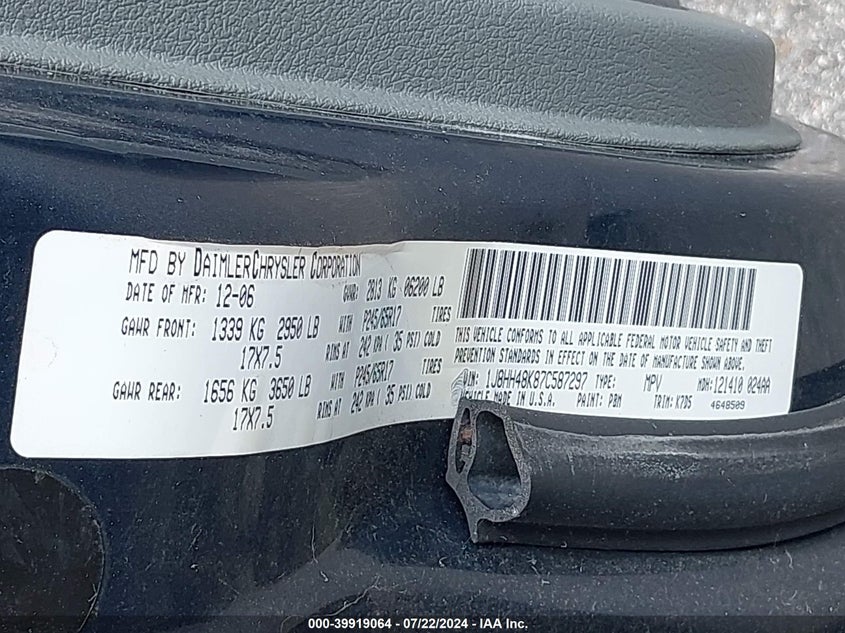 MFD BY DAIMLERCHRYSLER CORPORATION
DATE OF MFR: 12-06 GVWR: 2813 KG 06200 LB
GAWR FRONT: 1339 KG 2950 LB WITH P245/65R17 TIRES
17X7.5 RIMS AT 242 KPA ( 35 PSI) COLD
GAWR REAR: 1656 KG 3650 LB WITH P245/65R17 TIRES
17X7.5 RIMS AT 242 KPA ( 35 PSI) COLD
THIS VEHICLE CONFORMS TO ALL APPLICABLE FEDERAL MOTOR VEHICLE SAFETY AND THEFT
PREVENTION STANDARDS IN EFFECT ON THE DATE OF MANUFACTURE SHOWN ABOVE.
VIN: 1J8HH48K87C587297 TYPE: MPV MDH: 121410 024AA
VEHICLE MADE IN U.S.A. PAINT: PBM TRIM: K7D5 4648509
000-39919064 - 07/22/2024 - IAA Inc.